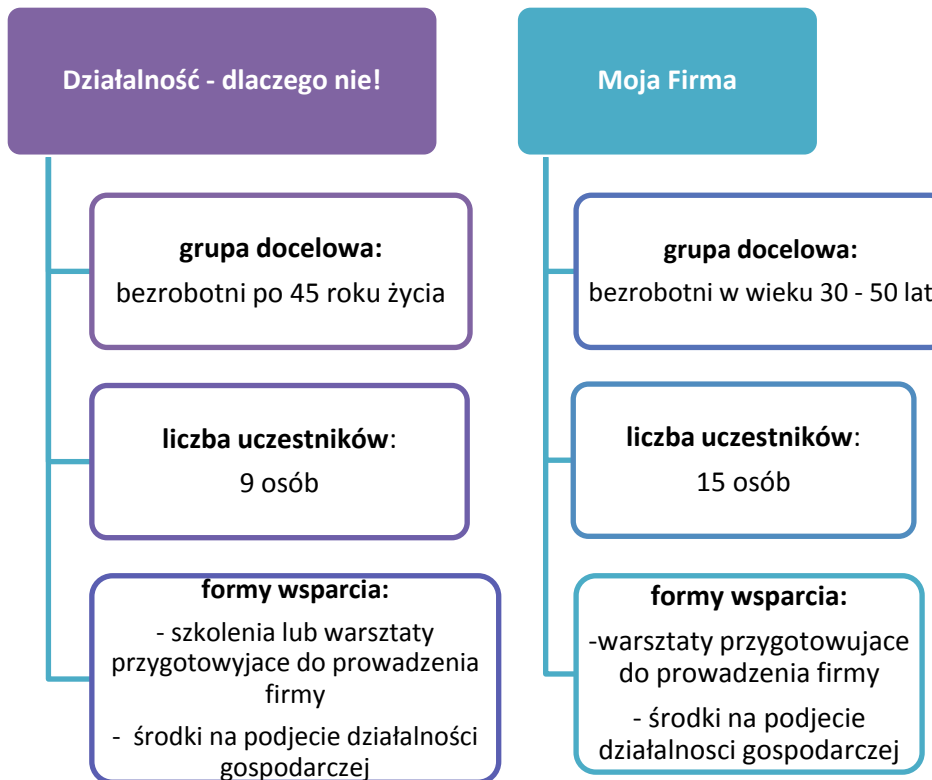 Działalność - dlaczego nie!
grupa docelowa:
bezrobotni po 45 roku życia
liczba uczestników:
9 osób
formy wsparcia:
- szkolenia lub warsztaty
przygotowyjace do prowadzenia
firmy
- środki na podjecie działalności
gospodarczej
Moja Firma
grupa docelowa:
bezrobotni w wieku 30 - 50 lat
liczba uczestników:
15 osób
formy wsparcia:
-warsztaty przygotowujace
do prowadzenia firmy
- środki na podjecie
działalnosci gospodarczej